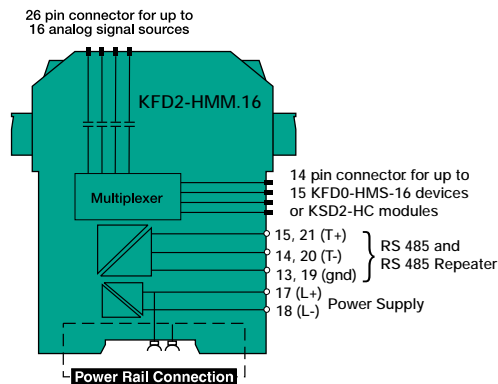 26 pin connector for up to
16 analog signal sources
KFD2-HMM.16
Multiplexer
14 pin connector for up to
15 KFD0-HMS-16 devices
or KSD2-HC modules
15, 21 (T+)
14, 20 (T-)
13, 19 (gnd)
RS 485 and
RS 485 Repeater
17 (L+)
18 (L-)
Power Supply
Power Rail Connection